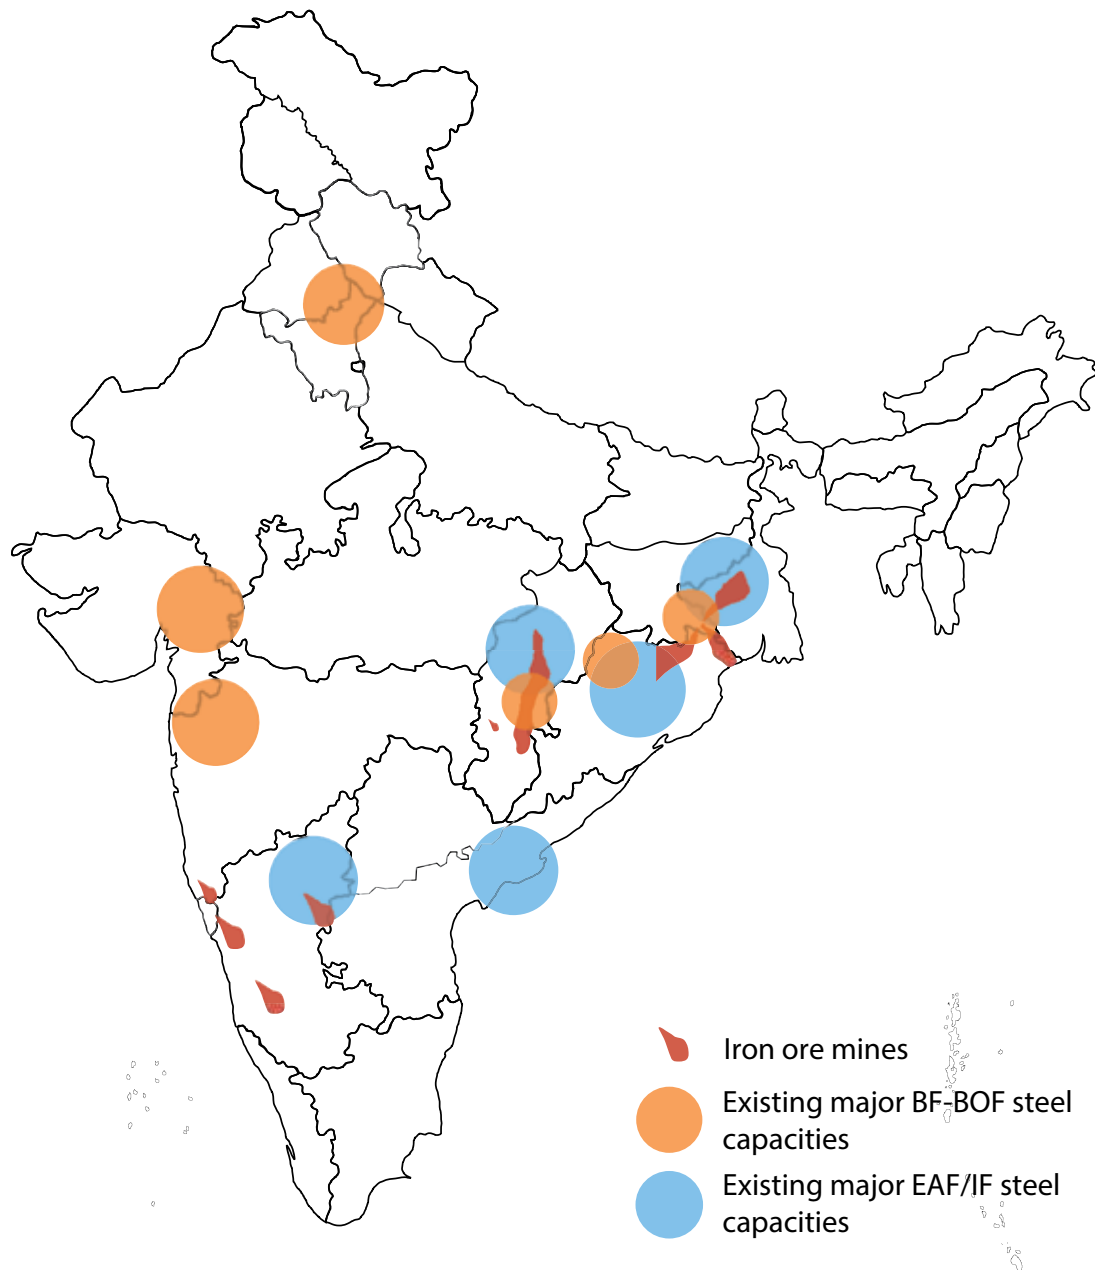 Iron ore mines
Existing major BF-BOF steel
capacities
Existing major EAF/IF steel
capacities